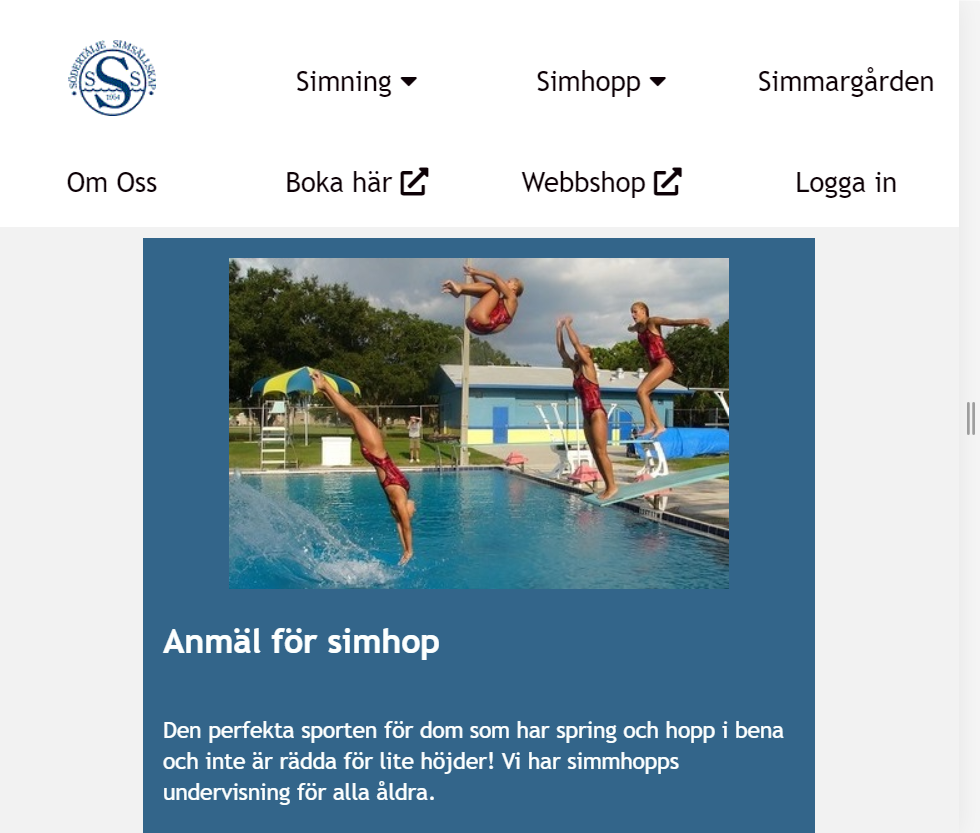 SÖDERTÄLJE SIMSÄLLSKAP
S S S
1954
Simning
Simhopp
Simmargården
Om Oss
Boka här
Webbshop
Logga in
Anmäl för simhop
Den perfekta sporten för dom som har spring och hopp i bena
och inte är rädda för lite höjder! Vi har simmhopps
undervisning för alla åldra.